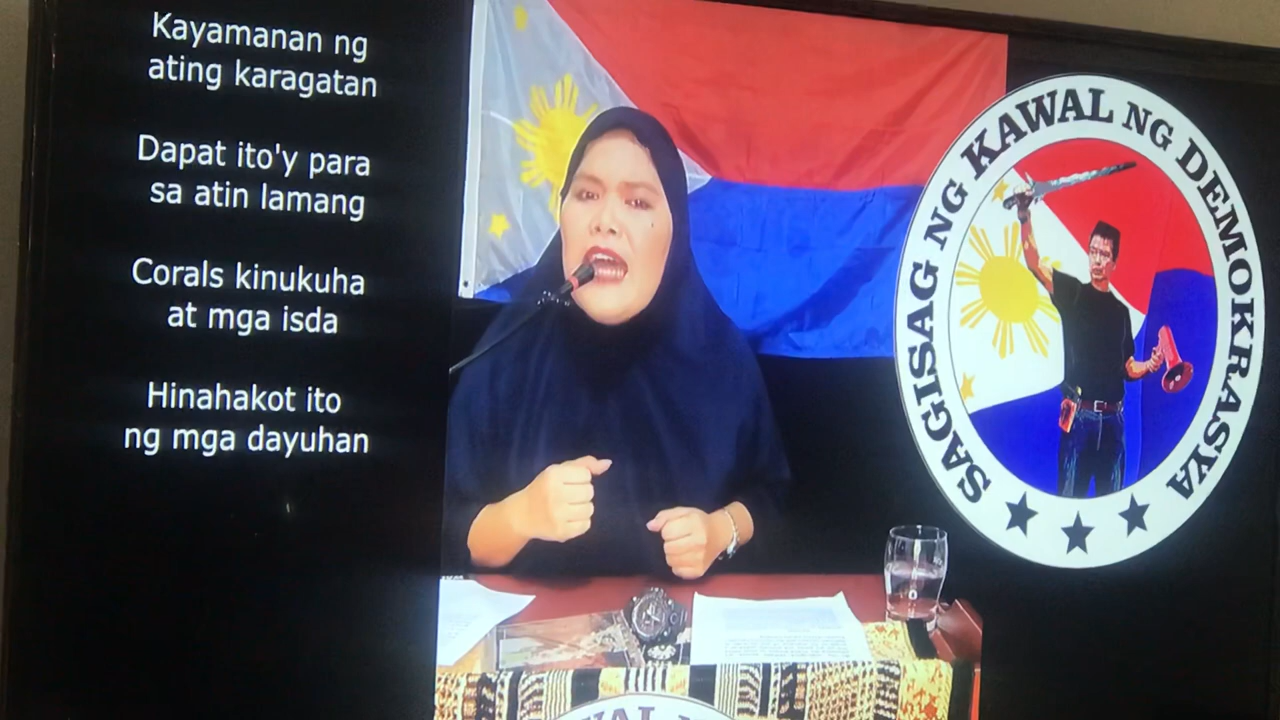 Kayamanan ng
ating karagatan
Dapat ito'y para
sa atin lamang
Corals kinukuha
at mga isda
Hinahakot ito
ng mga dayuhan
SAGISAG NG KAWAL NG DEMOKRASYA